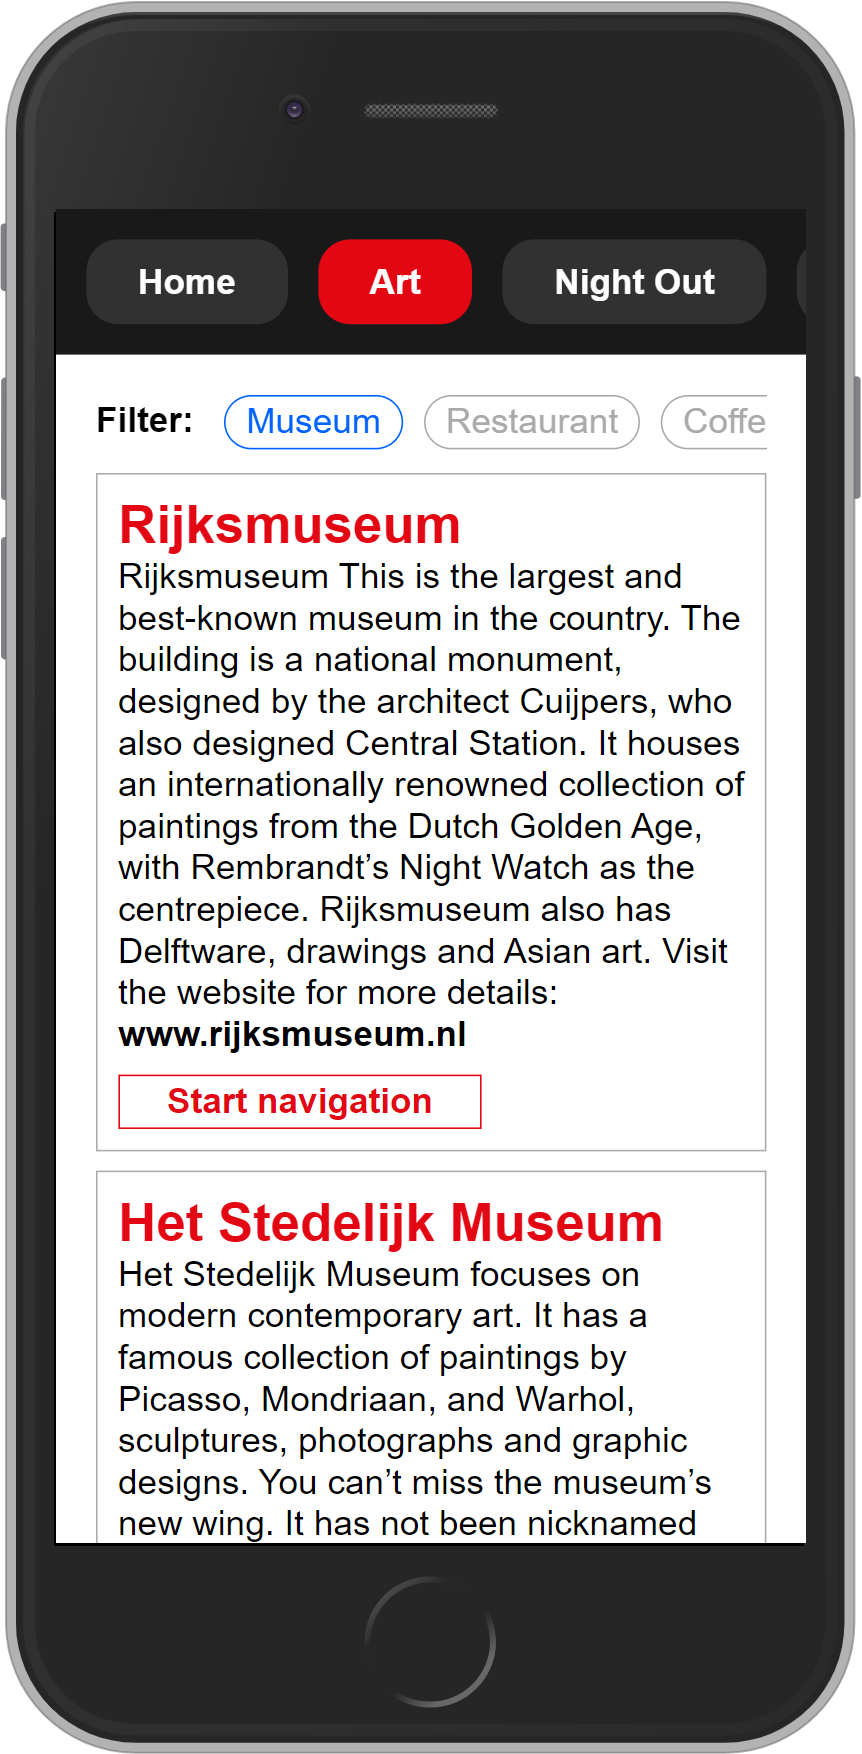 Home Art Night Out
Filter: Museum Restaurant Coffe
Rijksmuseum
Rijksmuseum This is the largest and
best-known museum in the country. The
building is a national monument,
designed by the architect Cuijpers, who
also designed Central Station. It houses
an internationally renowned collection of
paintings from the Dutch Golden Age,
with Rembrandt’s Night Watch as the
centrepiece. Rijksmuseum also has
Delftware, drawings and Asian art. Visit
the website for more details:
www.rijksmuseum.nl
Start navigation
Het Stedelijk Museum
Het Stedelijk Museum focuses on
modern contemporary art. It has a
famous collection of paintings by
Picasso, Mondriaan, and Warhol,
sculptures, photographs and graphic
designs. You can’t miss the museum’s
new wing. It has not been nicknamed